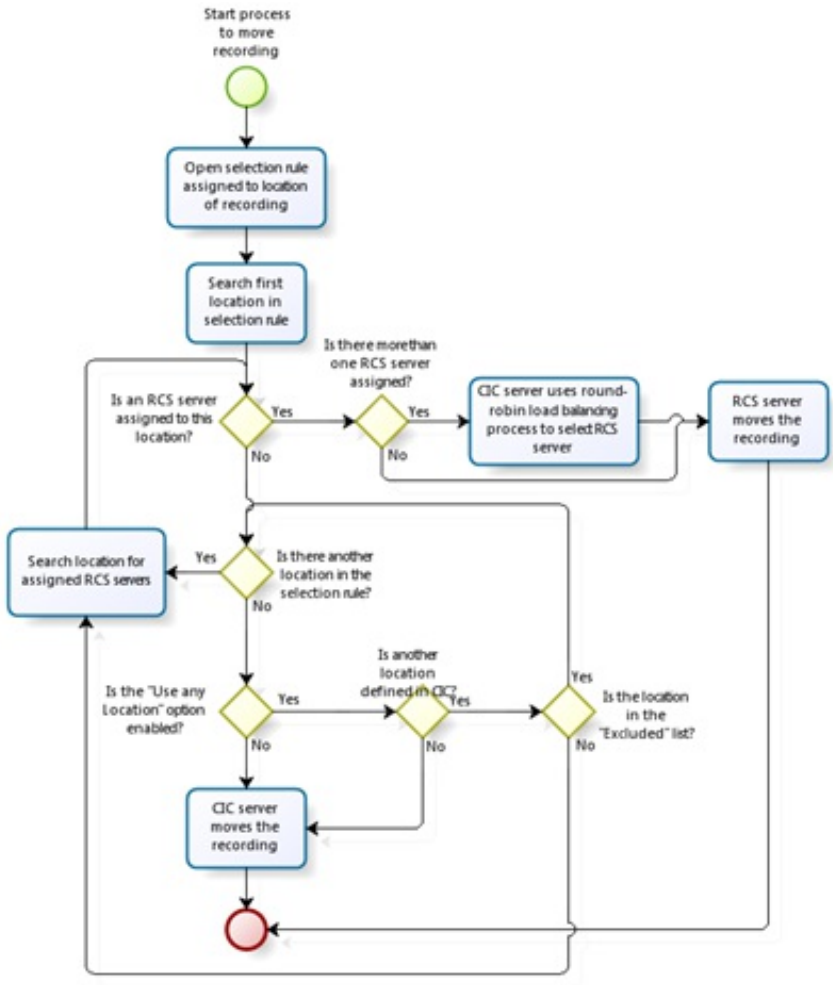 Start process
to move
recording
Open selection rule
assigned to location
of recording
Search first
location in
selection rule
Is there morethan
one RCS server
assigned?
Is an RCS server
assigned to this
location?
Yes
No
Yes
No
CIC server uses round-
robin load balancing
process to select RCS
server
RCS server
moves the
recording
Search location for
assigned RCS servers
Yes
Is there another
location in the
selection rule?
No
Is another
location
defined in CIC?
Is the "Use any
Location" option
enabled?
Yes
No
Yes
No
Yes
Is the location
in the
"Excluded" list?
No
CIC server
moves the
recording